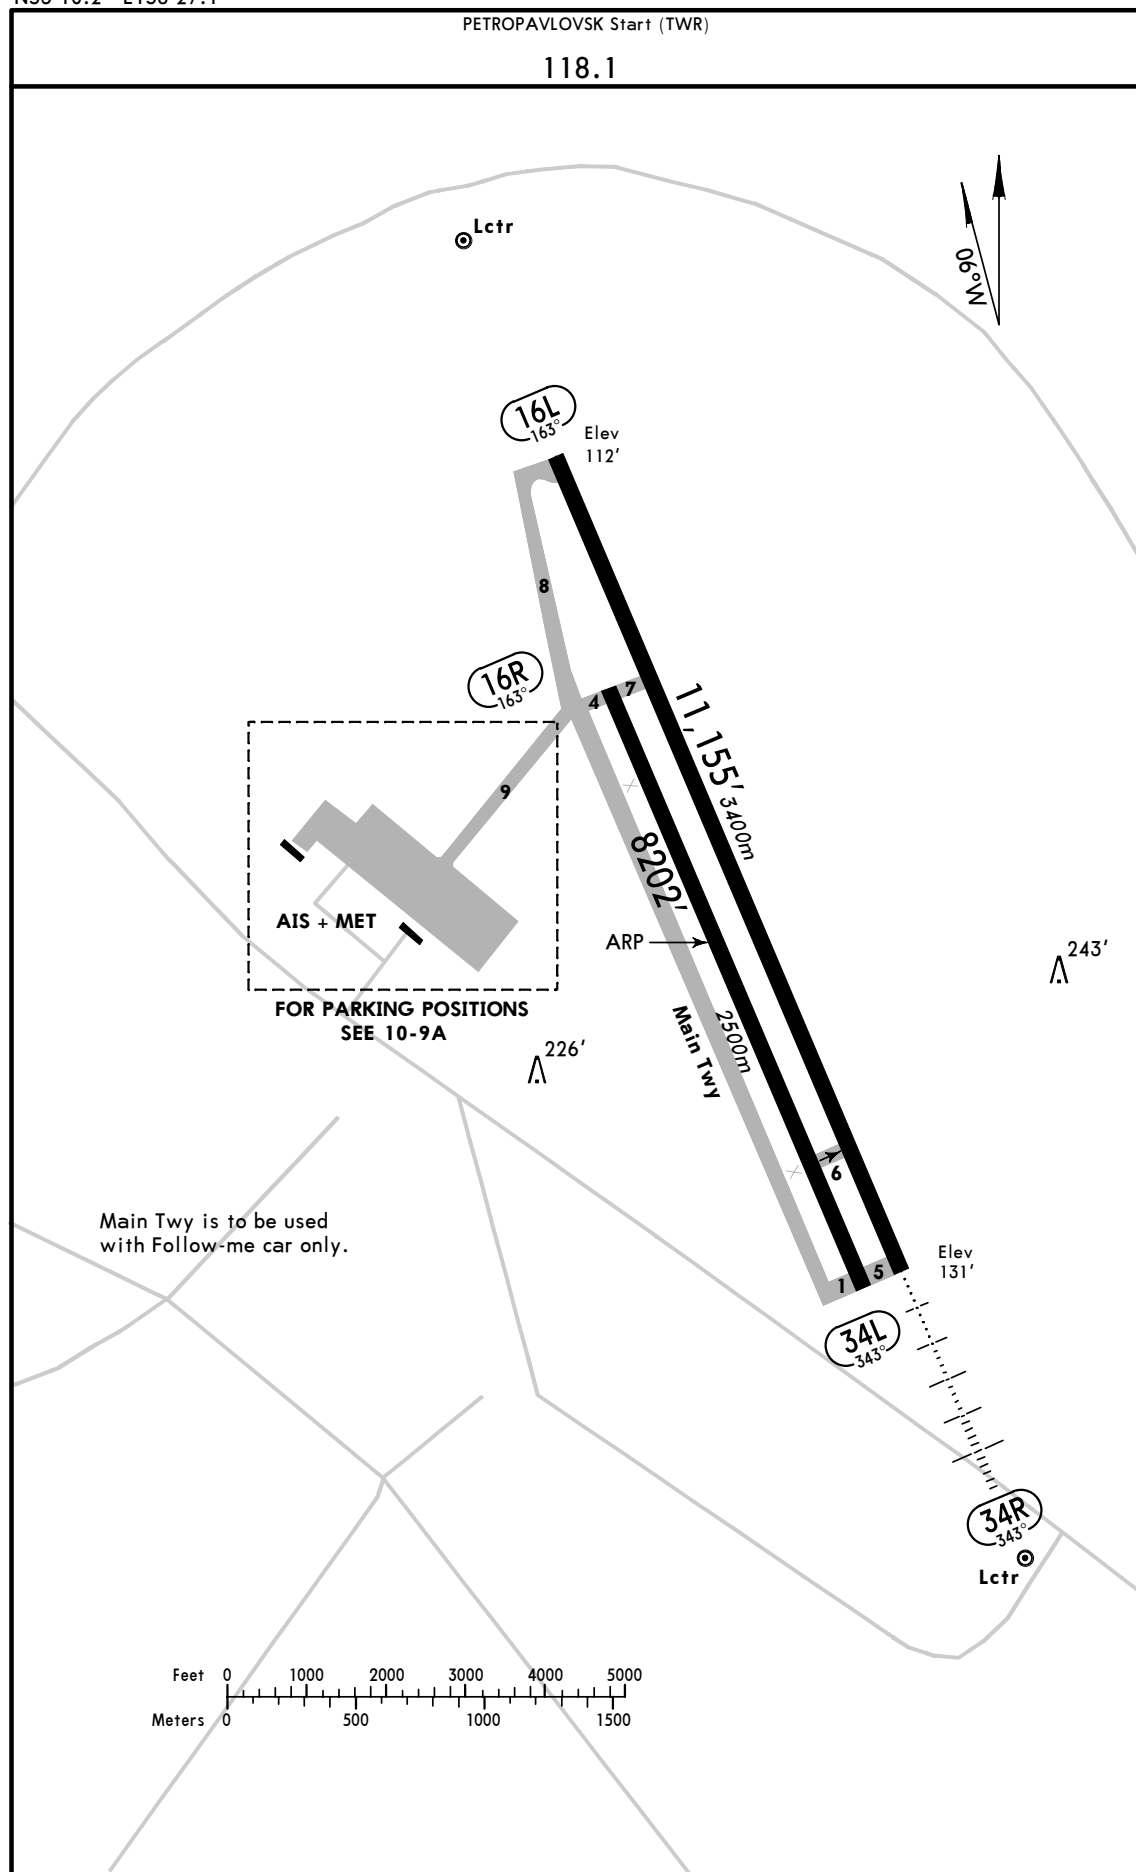 PETROPAVLOVSK Start (TWR)
118.1
Lctr
06°W
16L
163°
Elev
112'
8
16R
163°
4
7
11,155'
3400m
9
8202'
AIS + MET
ARP
243'
FOR PARKING POSITIONS
SEE 10-9A
Main Twy
2500m
226'
6
Main Twy is to be used
with Follow-me car only.
Elev
131'
1
5
34L
343°
34R
343°
Lctr
Feet 0 1000 2000 3000 4000 5000
Meters 0 500 1000 1500